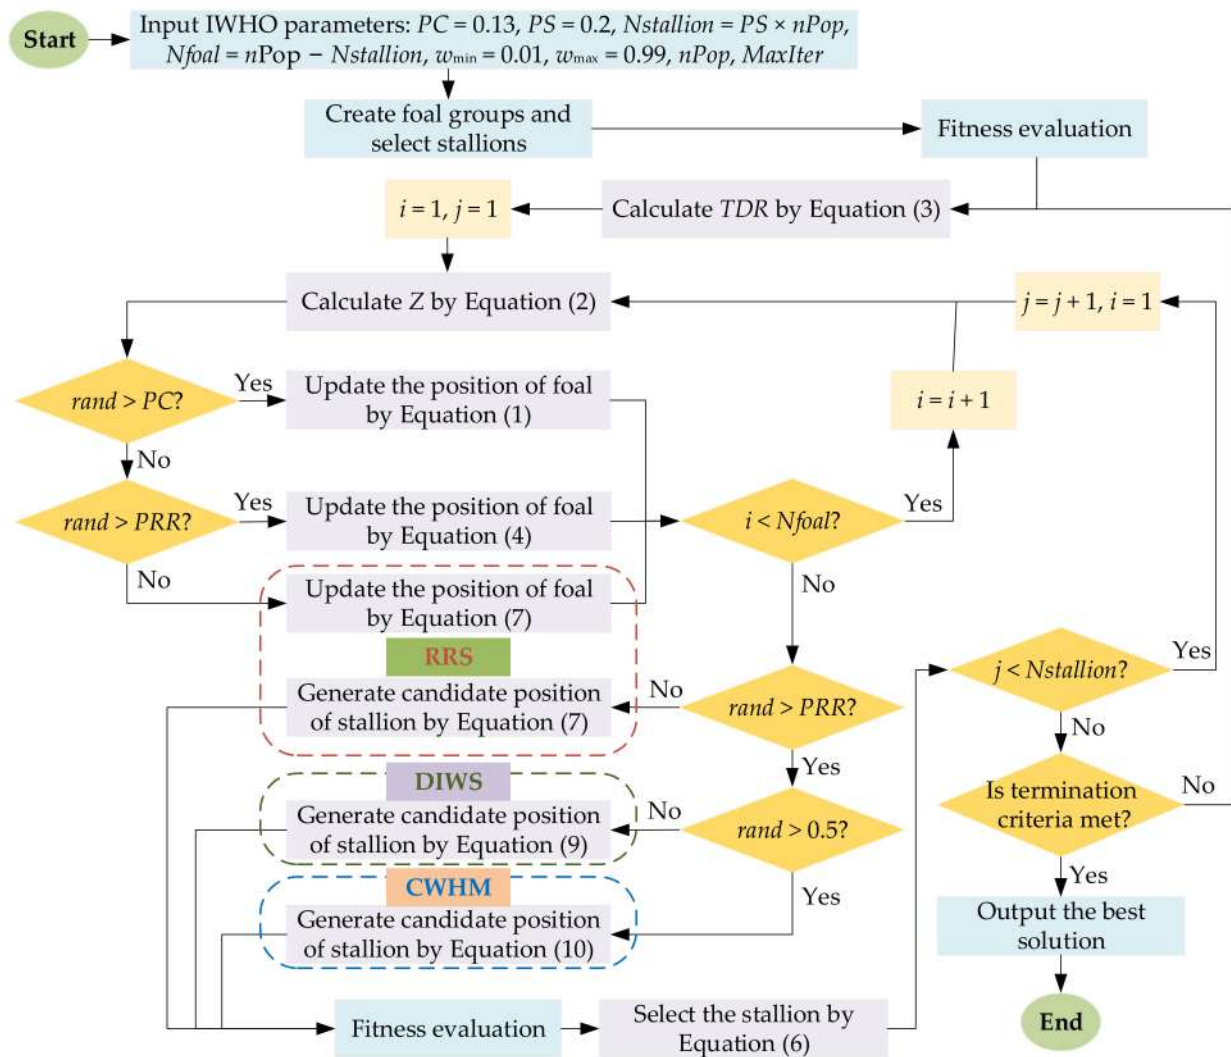 Start
Input IWHO parameters: PC = 0.13, PS = 0.2, Nstallion = PS × nPop,
Nfoal = nPop − Nstallion, wmin = 0.01, wmax = 0.99, nPop, MaxIter
Create foal groups and
select stallions
Fitness evaluation
i = 1, j = 1
Calculate TDR by Equation (3)
Calculate Z by Equation (2)
j = j + 1, i = 1
rand > PC?
Yes
Update the position of foal
by Equation (1)
i = i + 1
No
rand > PRR?
Yes
Update the position of foal
by Equation (4)
i < Nfoal?
Yes
No
Update the position of foal
by Equation (7)
No
RRS
Generate candidate position
of stallion by Equation (7)
No
rand > PRR?
j < Nstallion?
Yes
Yes
No
DIWS
Generate candidate position
of stallion by Equation (9)
No
rand > 0.5?
Is termination
criteria met?
No
Yes
Yes
CWHM
Generate candidate position
of stallion by Equation (10)
Output the best
solution
Fitness evaluation
Select the stallion by
Equation (6)
End